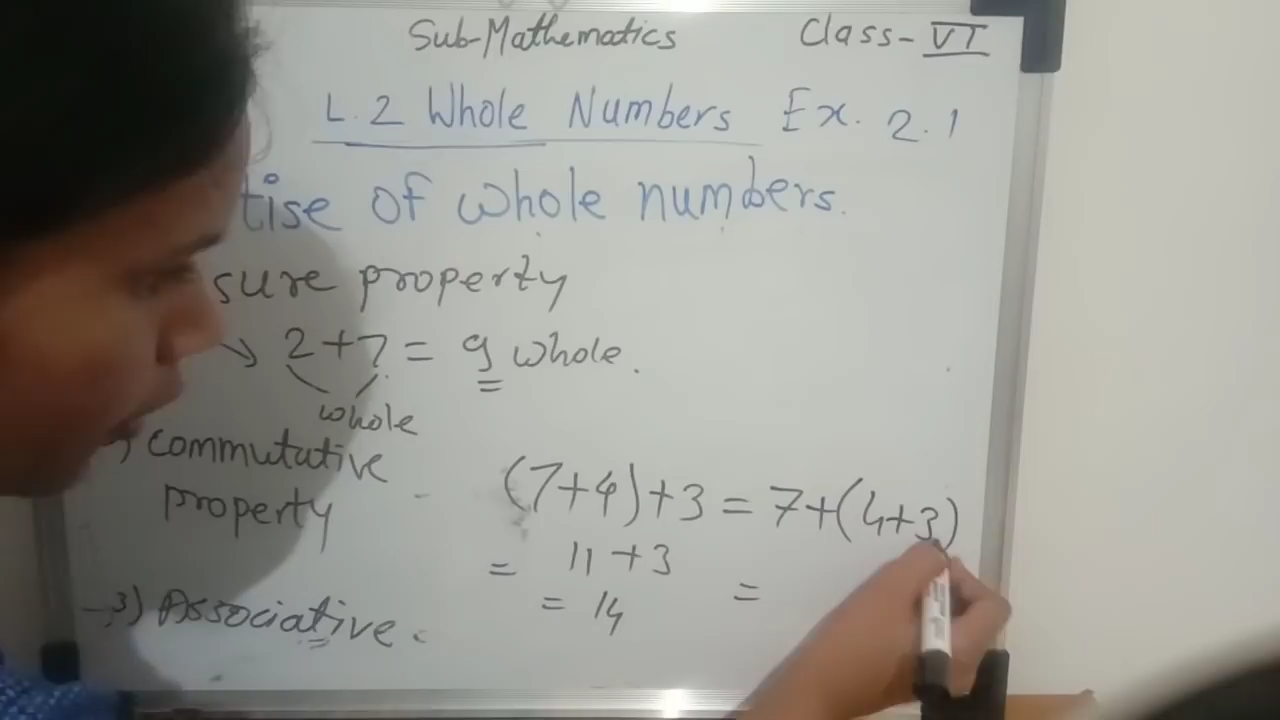 Sub-Mathematics Class-VI
L.2 Whole Numbers Ex. 2.1
tise of whole numbers.
sure property
→ 2+7 = 9 whole.
whole
) commutative
property -
(7+4)+3 = 7+(4+3)
= 11+3
= 14 =
→3) Associative.